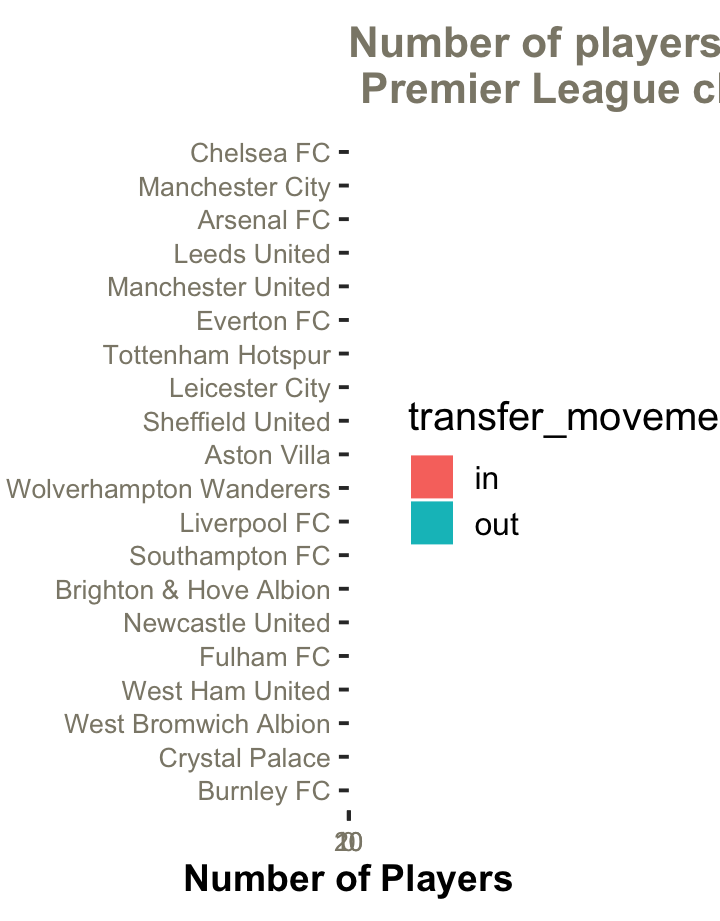 Number of players
Premier League cl
Chelsea FC
Manchester City
Arsenal FC
Leeds United
Manchester United
Everton FC
Tottenham Hotspur
Leicester City
Sheffield United
Aston Villa
Wolverhampton Wanderers
Liverpool FC
Southampton FC
Brighton & Hove Albion
Newcastle United
Fulham FC
West Ham United
West Bromwich Albion
Crystal Palace
Burnley FC
transfer_moveme
in
out
Number of Players